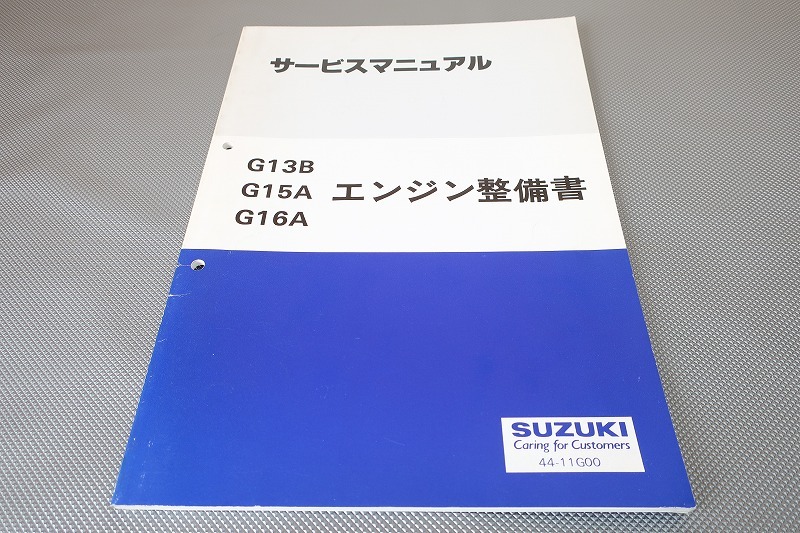 サービスマニュアル
G13B
G15A エンジン整備書
G16A
SUZUKI
Caring for Customers
44-11G00